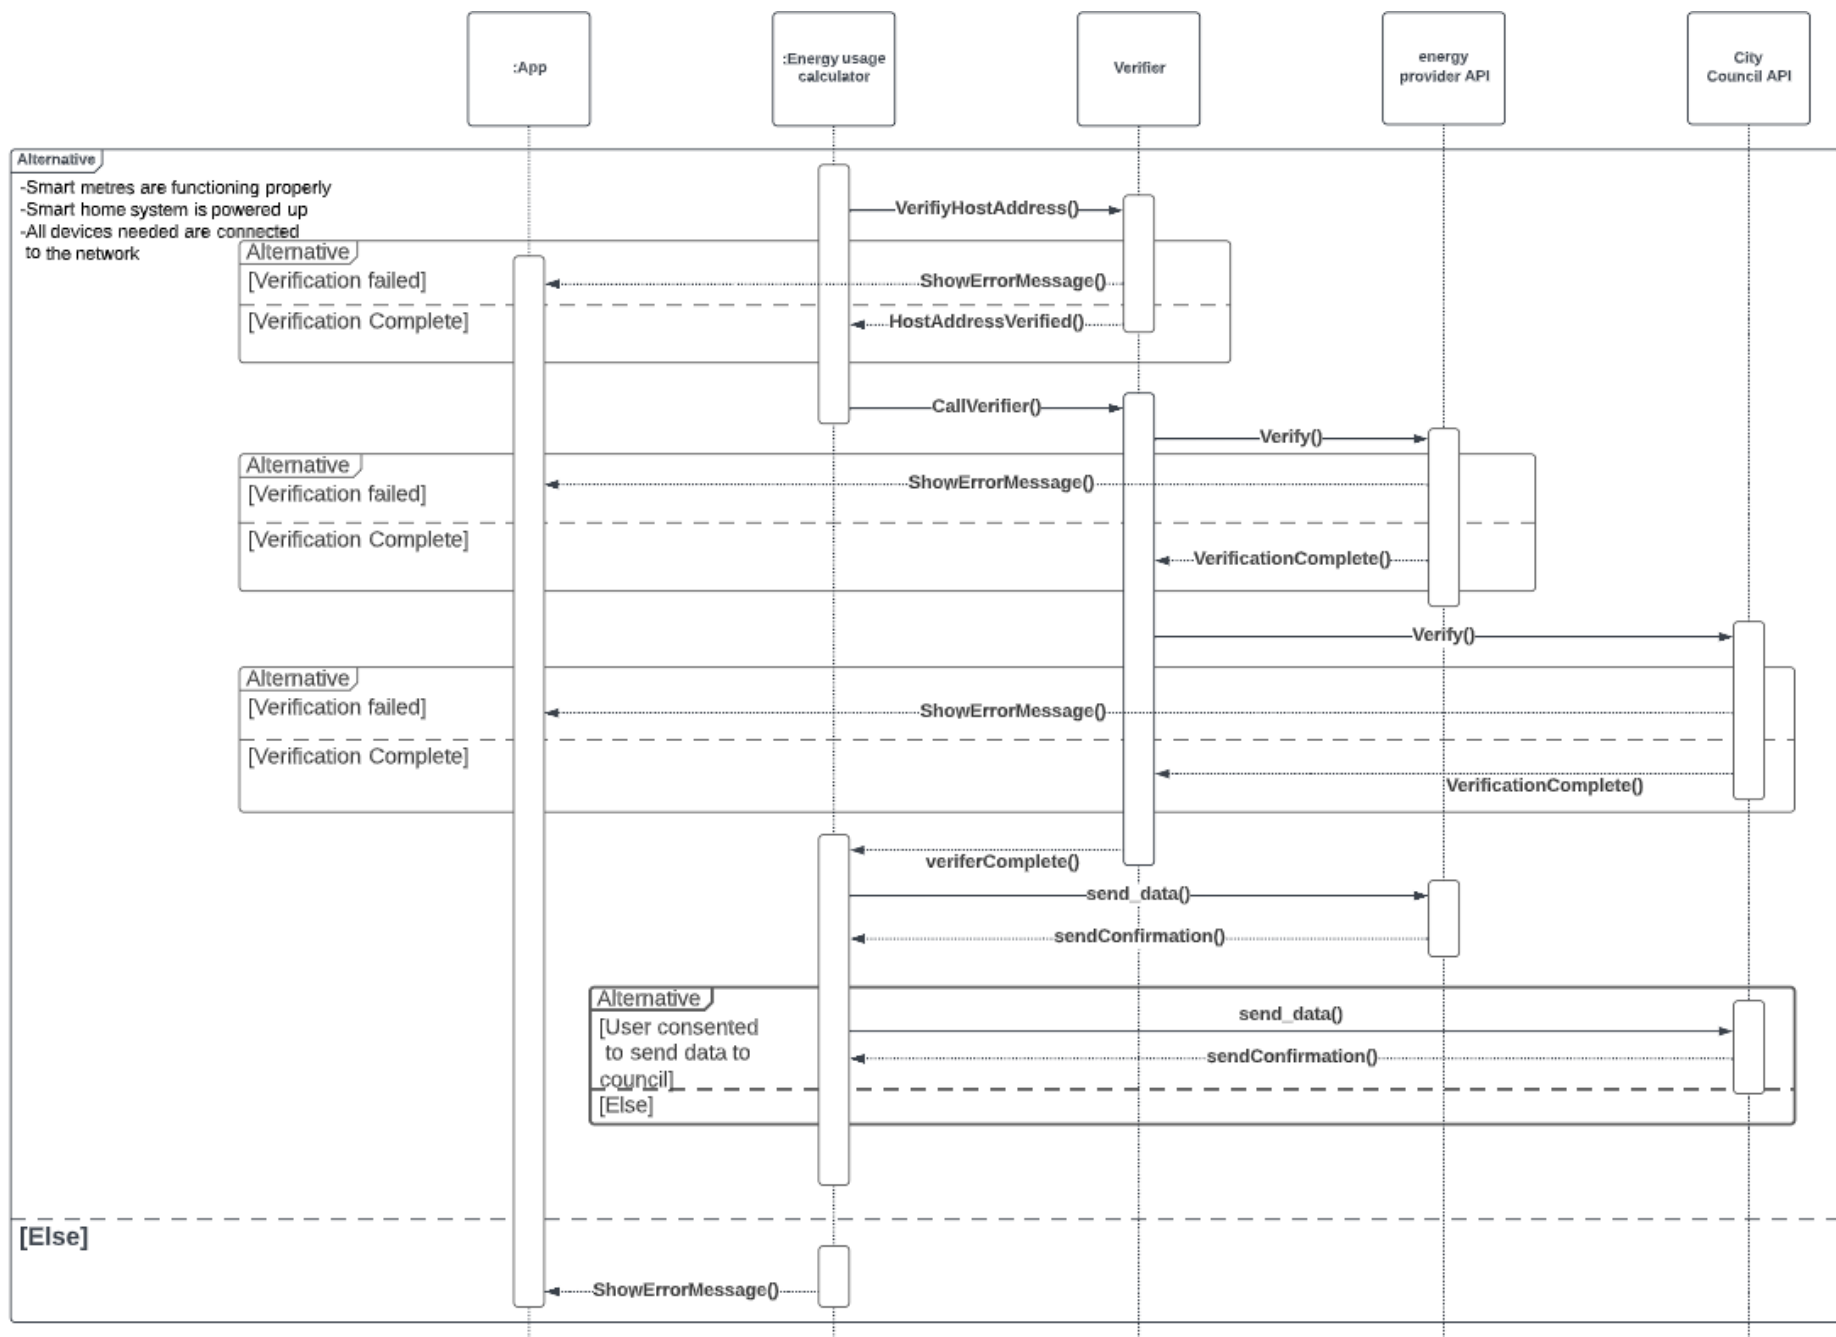 :App
:Energy usage
calculator
Verifier
energy
provider API
City
Council API
Alternative
-Smart metres are functioning properly
-Smart home system is powered up
-All devices needed are connected
to the network
VerifiyHostAddress()
Alternative
[Verification failed]
ShowErrorMessage()
[Verification Complete]
HostAddressVerified()
CallVerifier()
Verify()
Alternative
[Verification failed]
ShowErrorMessage()
[Verification Complete]
VerificationComplete()
Verify()
Alternative
[Verification failed]
ShowErrorMessage()
[Verification Complete]
VerificationComplete()
veriferComplete()
send_data()
sendConfirmation()
Alternative
[User consented
to send data to
council]
send_data()
sendConfirmation()
[Else]
[Else]
ShowErrorMessage()